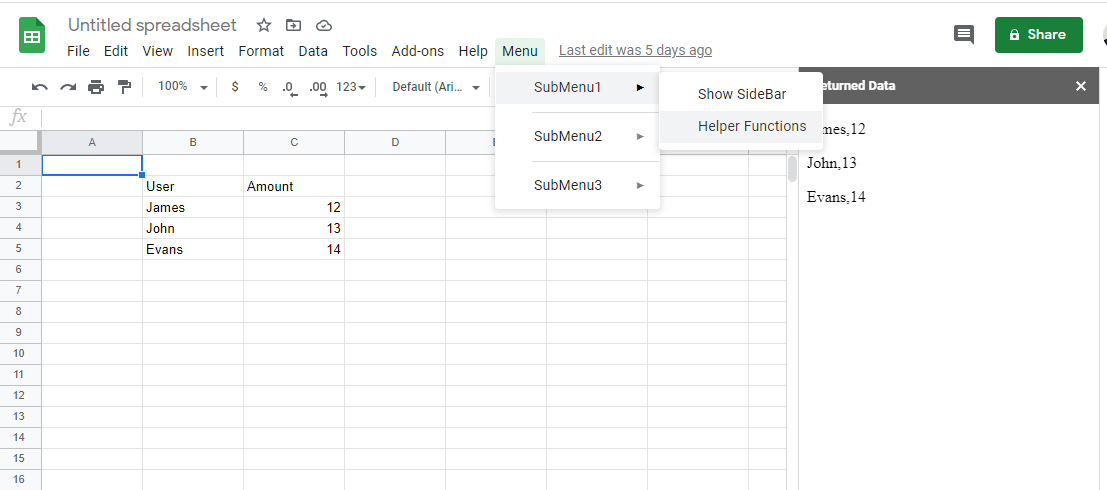 Untitled spreadsheet
File Edit View Insert Format Data Tools Add-ons Help Menu Last edit was 5 days ago
Share
100% $ % .0 .00 123 Default (Ari...
SubMenu1
Show SideBar
Helper Functions
SubMenu2
SubMenu3
eturned Data
fx
A B C D
1
2 User Amount
3 James 12
4 John 13
5 Evans 14
6
7
8
9
10
11
12
13
14
15
16
mes,12
John,13
Evans,14